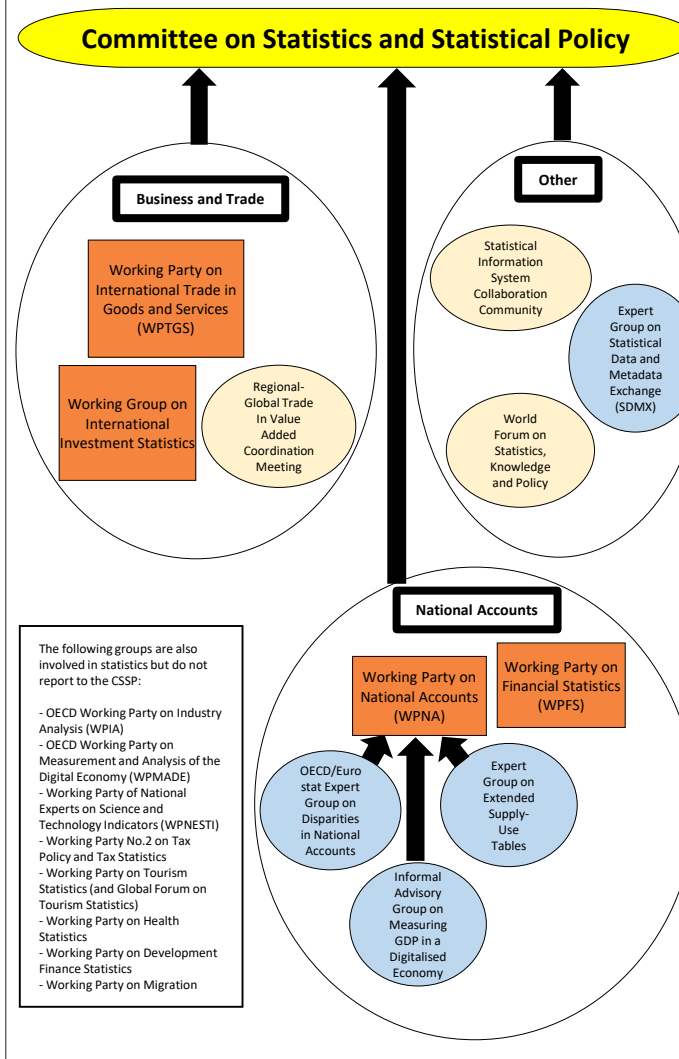 Committee on Statistics and Statistical Policy
Business and Trade
Working Party on
International Trade in
Goods and Services
(WPTGS)
Working Group on
International
Investment Statistics
Regional-
Global Trade
In Value
Added
Coordination
Meeting
Other
Statistical
Information
System
Collaboration
Community
Expert
Group on
Statistical
Data and
Metadata
Exchange
(SDMX)
World
Forum on
Statistics,
Knowledge
and Policy
National Accounts
Working Party on
National Accounts
(WPNA)
Working Party on
Financial Statistics
(WPFS)
OECD/Euro
stat Expert
Group on
Disparities
in National
Accounts
Expert
Group on
Extended
Supply-
Use
Tables
Informal
Advisory
Group on
Measuring
GDP in a
Digitalised
Economy
The following groups are also
involved in statistics but do not
report to the CSSP:
- OECD Working Party on Industry
Analysis (WPIA)
- OECD Working Party on
Measurement and Analysis of the
Digital Economy (WPMADE)
- Working Party of National
Experts on Science and
Technology Indicators (WPNESTI)
- Working Party No.2 on Tax
Policy and Tax Statistics
- Working Party on Tourism
Statistics (and Global Forum on
Tourism Statistics)
- Working Party on Health
Statistics
- Working Party on Development
Finance Statistics
- Working Party on Migration